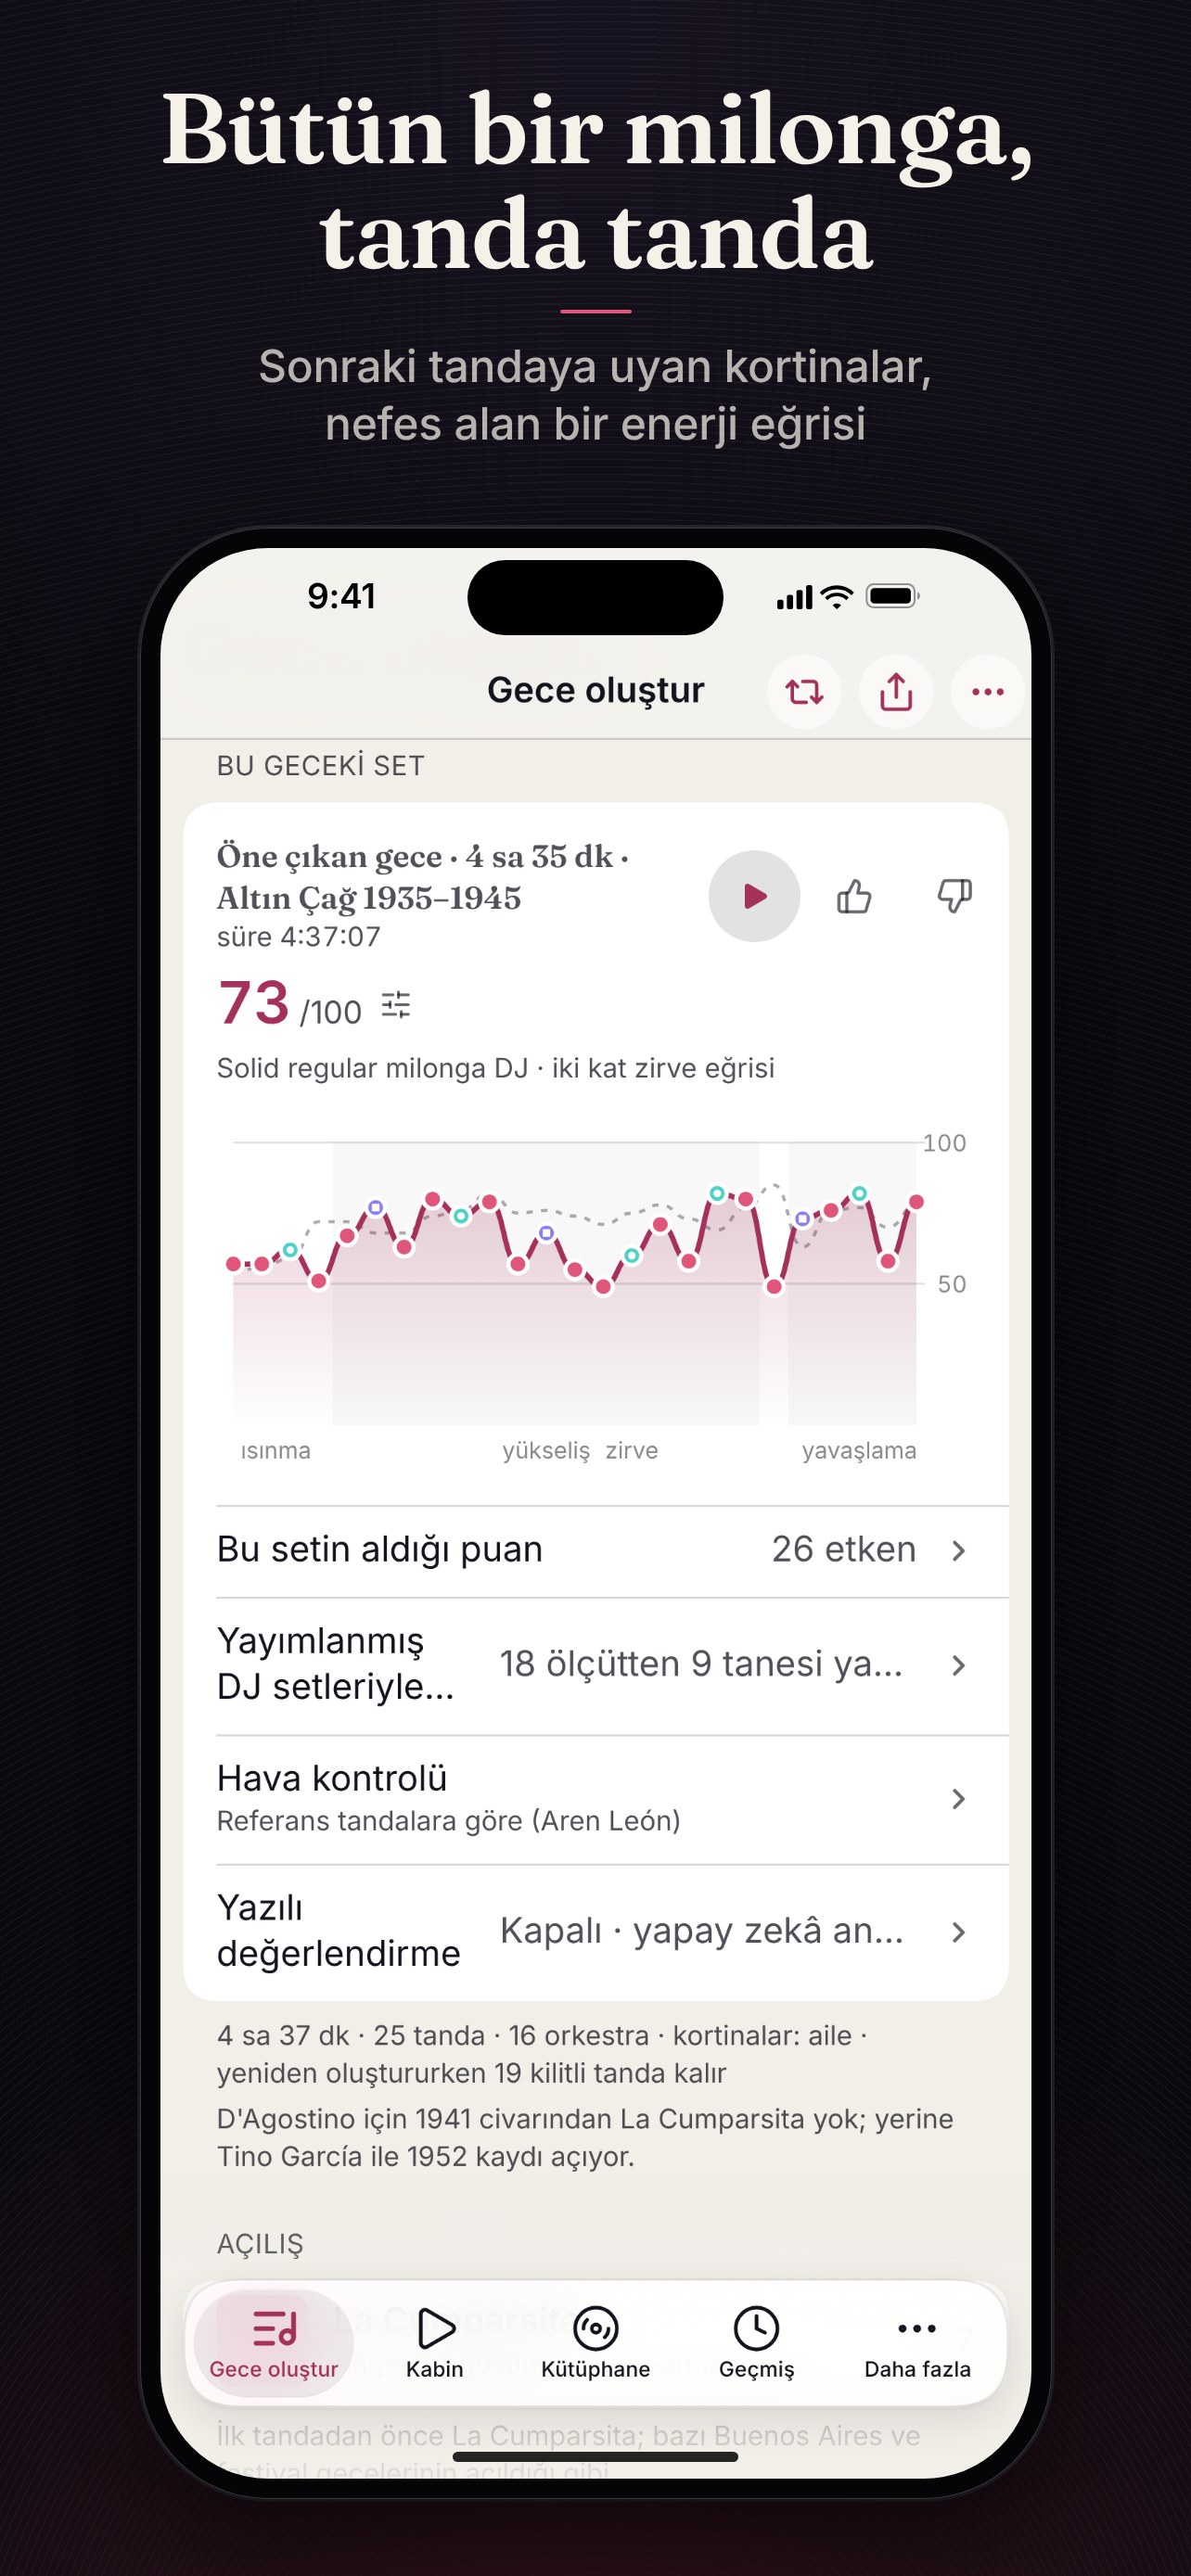 Bütün bir milonga,
tanda tanda
Sonraki tandaya uyan kortinalar,
nefes alan bir enerji eğrisi
9:41
Gece oluştur
BU GECEKİ SET
Öne çıkan gece · 4 sa 35 dk ·
Altın Çağ 1935–1945
süre 4:37:07
73 /100
Solid regular milonga DJ · iki kat zirve eğrisi
100
50
ısınma yükseliş zirve yavaşlama
Bu setin aldığı puan 26 etken
Yayımlanmış
DJ setleriyle...
18 ölçütten 9 tanesi ya...
Hava kontrolü
Referans tandalara göre (Aren León)
Yazılı
değerlendirme
Kapalı · yapay zekâ an...
4 sa 37 dk · 25 tanda · 16 orkestra · kortinalar: aile ·
yeniden oluştururken 19 kilitli tanda kalır
D'Agostino için 1941 civarından La Cumparsita yok; yerine
Tino García ile 1952 kaydı açıyor.
AÇILIŞ
La Cumparsita
Gece oluştur Kabin Kütüphane Geçmiş Daha fazla
İlk tandadan önce La Cumparsita; bazı Buenos Aires ve
festival gecelerinin açıldığı gibi